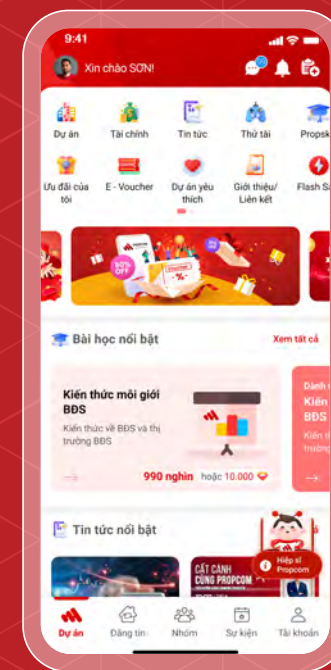 9:41
Xin chào SƠN!
Dự án
Tài chính
Tin tức
Thử tài
Propsk
Ưu đãi của
tôi
E - Voucher
Dự án yêu
thích
Giới thiệu/
Liên kết
Flash Sa
60%
OFF
Voucher
-%-
Bài học nổi bật
Xem tất cả
Kiến thức môi giới
BĐS
Kiến thức về BĐS và thị
trường BĐS
990 nghìn hoặc 10.000
Dành
Kiến
BĐS
Kiến th
trường
Tin tức nổi bật
CẤT CÁNH
CÙNG PROPCOM
Hiệp sĩ
Propcom
Dự án
Đăng tin
Nhóm
Sự kiện
Tài khoản